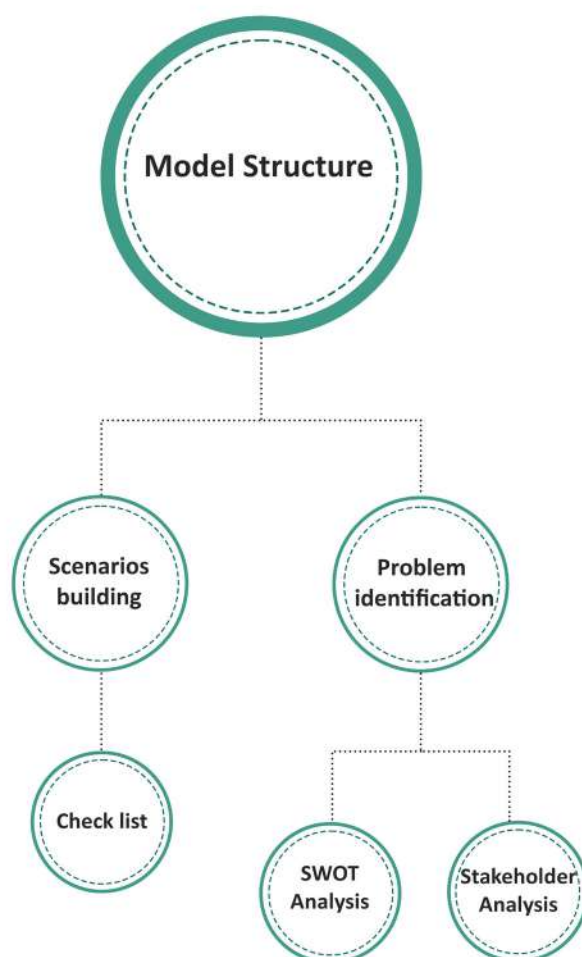 Model Structure
Scenarios
building
Problem
identification
Check list
SWOT
Analysis
Stakeholder
Analysis